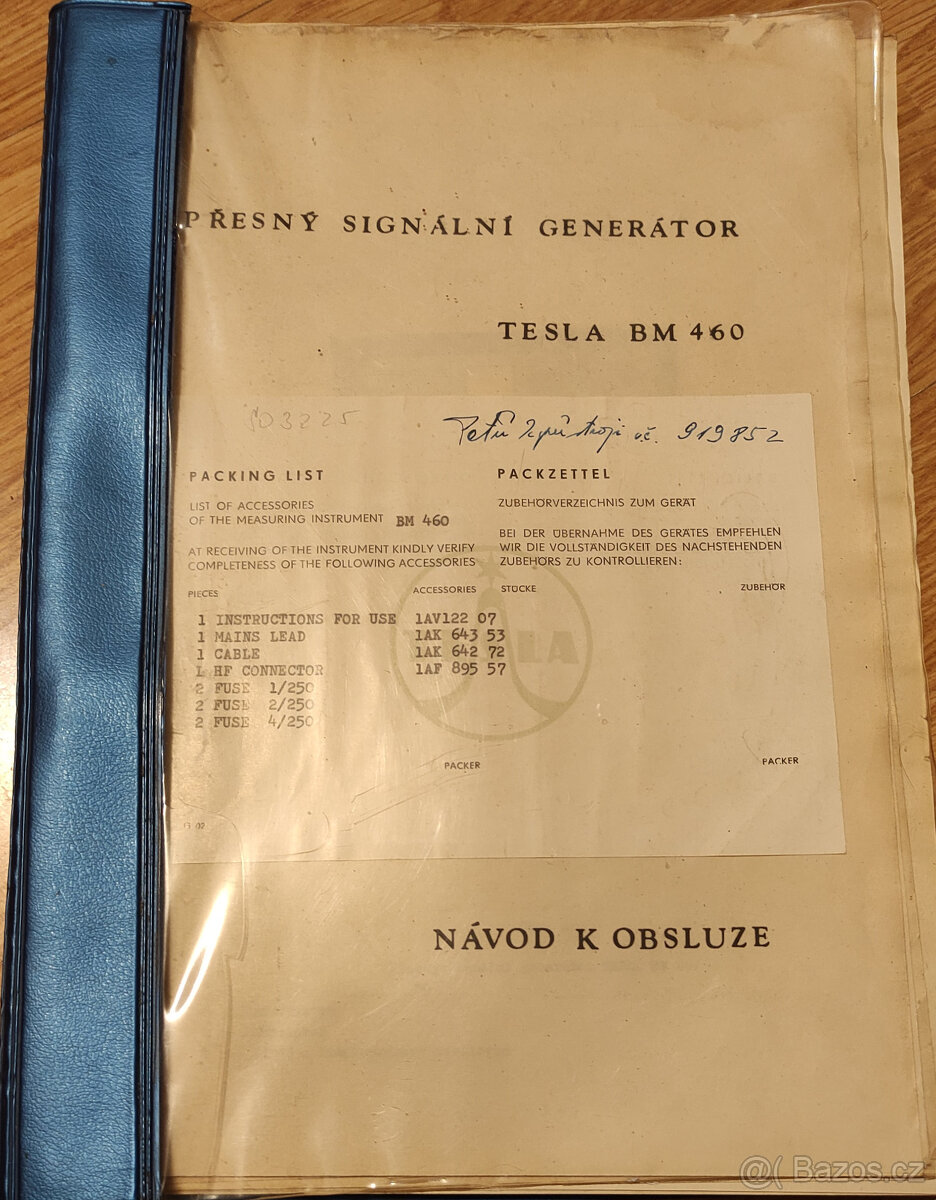 PŘESNÝ SIGNÁLNÍ GENERÁTOR
TESLA BM 460
503225
v.č. 919852
PACKING LIST
LIST OF ACCESSORIES
OF THE MEASURING INSTRUMENT BM 460
AT RECEIVING OF THE INSTRUMENT KINDLY VERIFY
COMPLETENESS OF THE FOLLOWING ACCESSORIES
PACKZETTEL
ZUBEHÖRVERZEICHNIS ZUM GERÄT
BEI DER ÜBERNAHME DES GERÄTES EMPFEHLEN
WIR DIE VOLLSTÄNDIGKEIT DES NACHSTEHENDEN
ZUBEHÖRS ZU KONTROLLIEREN:
PIECES ACCESSORIES STÜCKE ZUBEHÖR
1 INSTRUCTIONS FOR USE 1AV122 07
1 MAINS LEAD 1AK 643 53
1 CABLE 1AK 642 72
1 HF CONNECTOR 1AF 895 57
2 FUSE 1/250
2 FUSE 2/250
2 FUSE 4/250
PACKER PACKER
NÁVOD K OBSLUZE
@( Bazos.cz